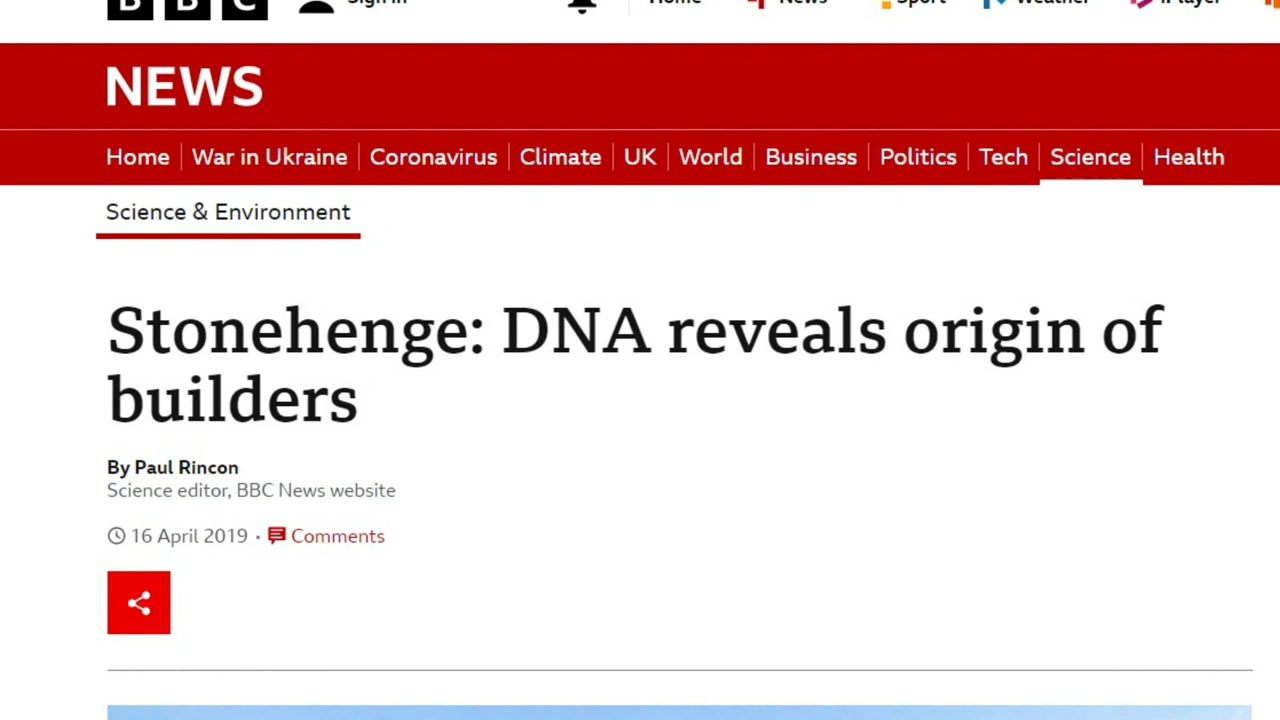 BBC Sign in Home News Sport Weather iPlayer
NEWS
Home War in Ukraine Coronavirus Climate UK World Business Politics Tech Science Health
Science & Environment
Stonehenge: DNA reveals origin of
builders
By Paul Rincon
Science editor, BBC News website
16 April 2019 · Comments